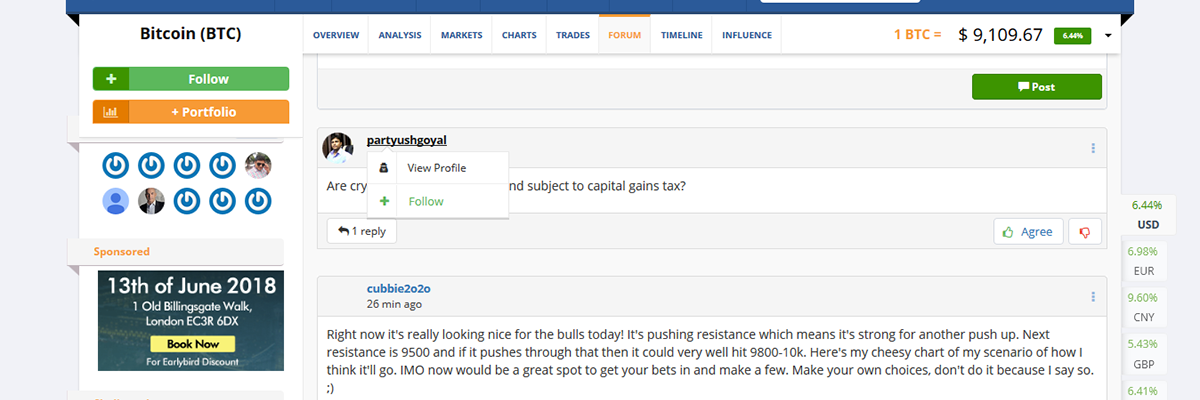 Bitcoin (BTC)
OVERVIEW ANALYSIS MARKETS CHARTS TRADES FORUM TIMELINE INFLUENCE
1 BTC = $ 9,109.67 6.44%
Follow
+ Portfolio
Post
partyushgoyal
View Profile
Are nd subject to capital gains tax?
Follow
1 reply
Agree
Sponsored
13th of June 2018
1 Old Billingsgate Walk,
London EC3R 6DX
Book Now
For Earlybird Discount
cubbie2o2o
26 min ago
Right now it's really looking nice for the bulls today! It's pushing resistance which means it's strong for another push up. Next
resistance is 9500 and if it pushes through that then it could very well hit 9800-10k. Here's my cheesy chart of my scenario of how I
think it'll go. IMO now would be a great spot to get your bets in and make a few. Make your own choices, don't do it because I say so.
;)
6.44%
USD
6.98%
EUR
9.60%
CNY
5.43%
GBP
6.41%